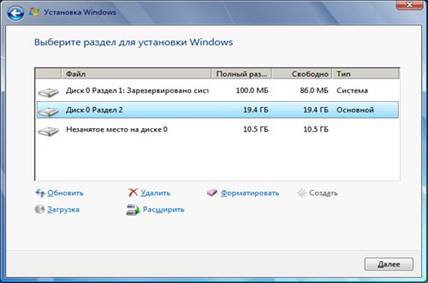 Установка Windows
Выберите раздел для установки Windows
Файл Полный раз... Свободно Тип
Диск 0 Раздел 1: Зарезервировано сист 100.0 МБ 86.0 МБ Система
Диск 0 Раздел 2 19.4 ГБ 19.4 ГБ Основной
Незанятое место на диске 0 10.5 ГБ 10.5 ГБ
Обновить Удалить Форматировать Создать
Загрузка Расширить
Далее